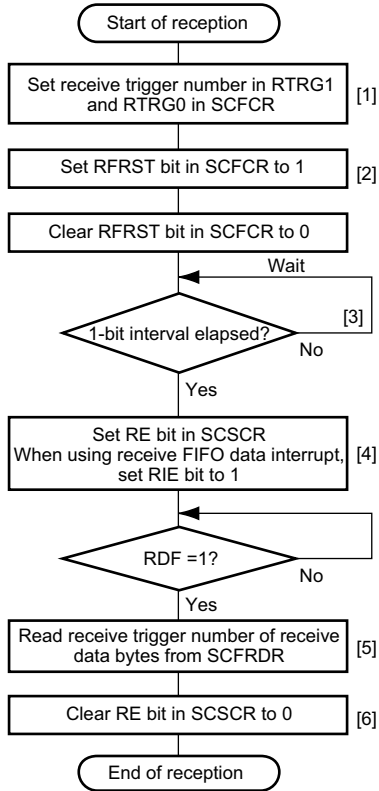 Start of reception
Set receive trigger number in RTRG1
and RTRG0 in SCFCR
[1]
Set RFRST bit in SCFCR to 1
[2]
Clear RFRST bit in SCFCR to 0
Wait
1-bit interval elapsed?
[3]
No
Yes
Set RE bit in SCSCR
When using receive FIFO data interrupt,
set RIE bit to 1
[4]
RDF =1?
No
Yes
Read receive trigger number of receive
data bytes from SCFRDR
[5]
Clear RE bit in SCSCR to 0
[6]
End of reception